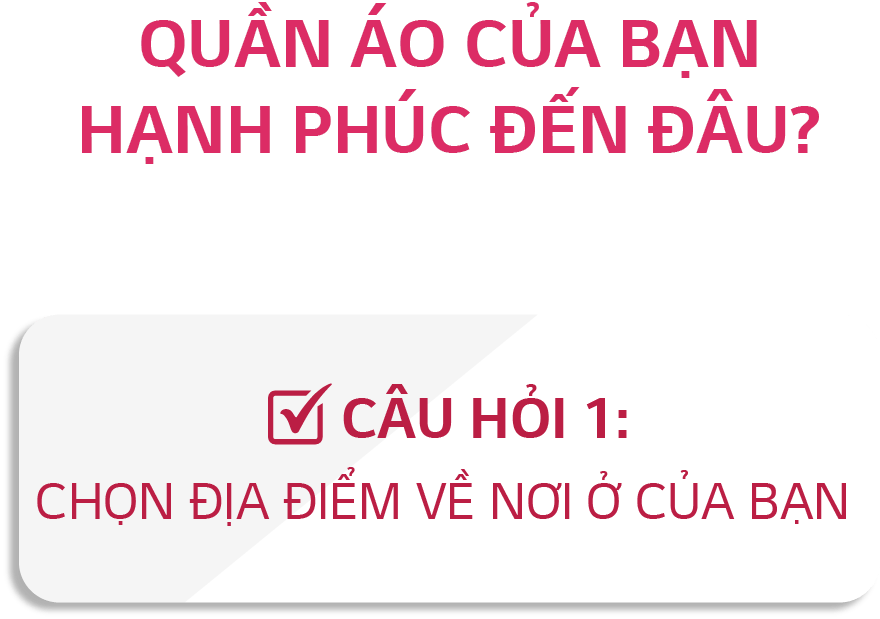 QUẦN ÁO CỦA BẠN
HẠNH PHÚC ĐẾN ĐÂU?
CÂU HỎI 1:
CHỌN ĐỊA ĐIỂM VỀ NƠI Ở CỦA BẠN